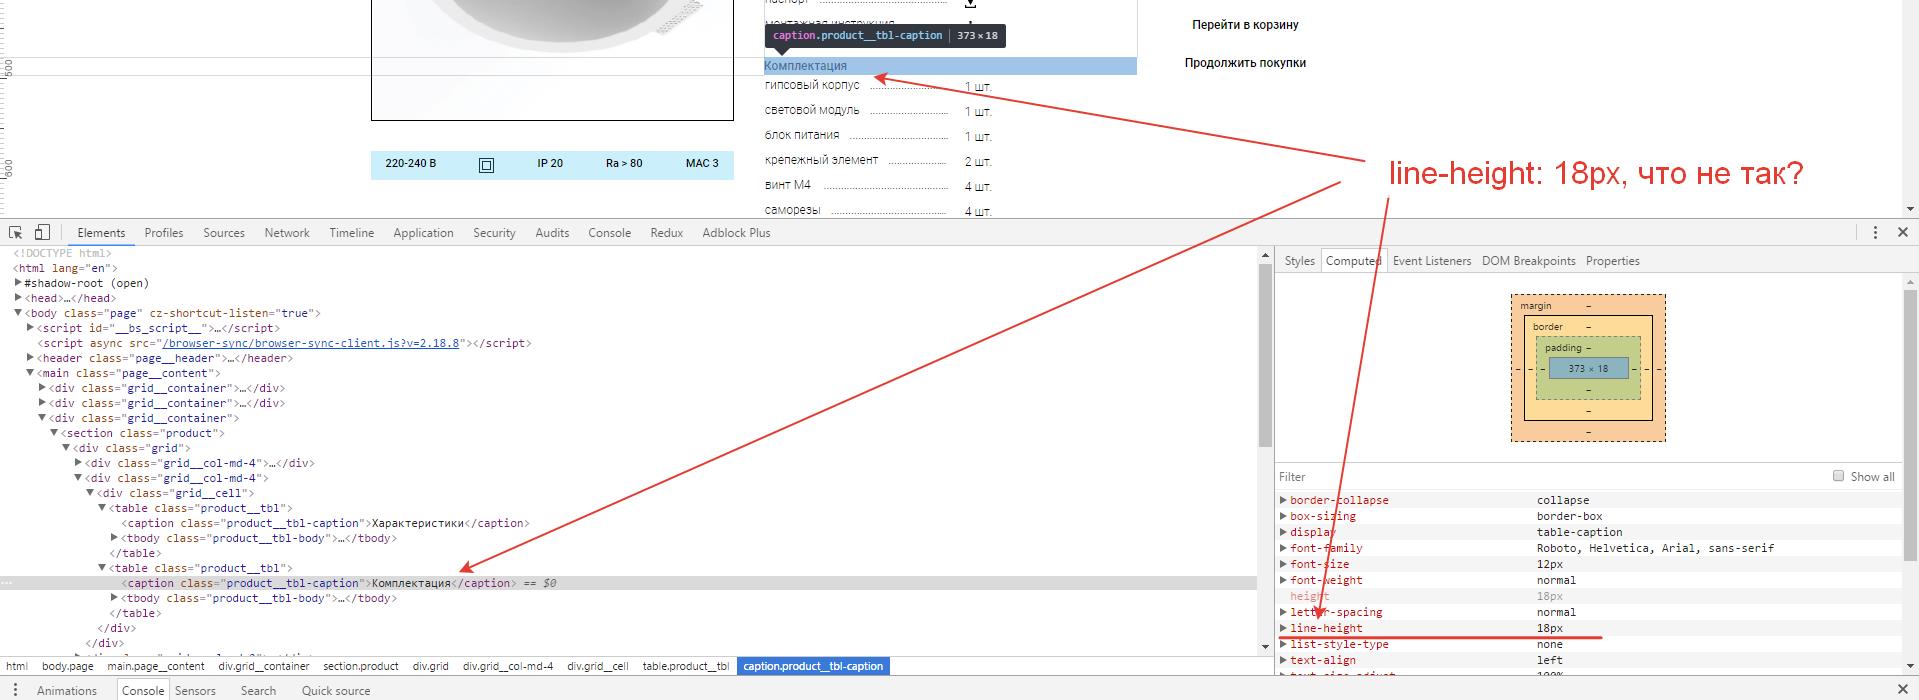 паспорт
монтажная инструкция
caption.product__tbl-caption 373 × 18
Перейти в корзину
Комплектация
Продолжить покупки
500
гипсовый корпус 1 шт.
световой модуль 1 шт.
блок питания 1 шт.
220-240 В IP 20 Ra > 80 МАС 3
600
крепежный элемент 2 шт.
винт М4 4 шт.
саморезы 4 шт.
line-height: 18px, что не так?
Elements Profiles Sources Network Timeline Application Security Audits Console Redux Adblock Plus
<!DOCTYPE html>
<html lang="en">
#shadow-root (open)
<head>…</head>
<body class="page" cz-shortcut-listen="true">
<script id="__bs_script__">…</script>
<script async src="/browser-sync/browser-sync-client.js?v=2.18.8"></script>
<header class="page__header">…</header>
<main class="page__content">
<div class="grid__container">…</div>
<div class="grid__container">…</div>
<div class="grid__container">
<section class="product">
<div class="grid">
<div class="grid__col-md-4">…</div>
<div class="grid__col-md-4">
<div class="grid__cell">
<table class="product__tbl">
<caption class="product__tbl-caption">Характеристики</caption>
<tbody class="product__tbl-body">…</tbody>
</table>
<table class="product__tbl">
<caption class="product__tbl-caption">Комплектация</caption> == $0
<tbody class="product__tbl-body">…</tbody>
</table>
</div>
</div>
html body.page main.page__content div.grid__container section.product div.grid div.grid__col-md-4 div.grid__cell table.product__tbl caption.product__tbl-caption
Animations Console Sensors Search Quick source
Styles Computed Event Listeners DOM Breakpoints Properties
margin –
border –
padding –
– – – 373 × 18 – – –
–
–
–
Filter Show all
border-collapse collapse
box-sizing border-box
display table-caption
font-family Roboto, Helvetica, Arial, sans-serif
font-size 12px
font-weight normal
height 18px
letter-spacing normal
line-height 18px
list-style-type none
text-align left
text-size-adjust 100%